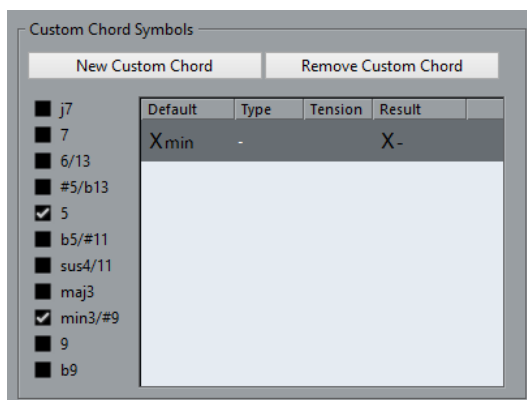 Custom Chord Symbols
New Custom Chord Remove Custom Chord
j7
7
6/13
#5/b13
5
b5/#11
sus4/11
maj3
min3/#9
9
b9
Default Type Tension Result
Xmin - X-